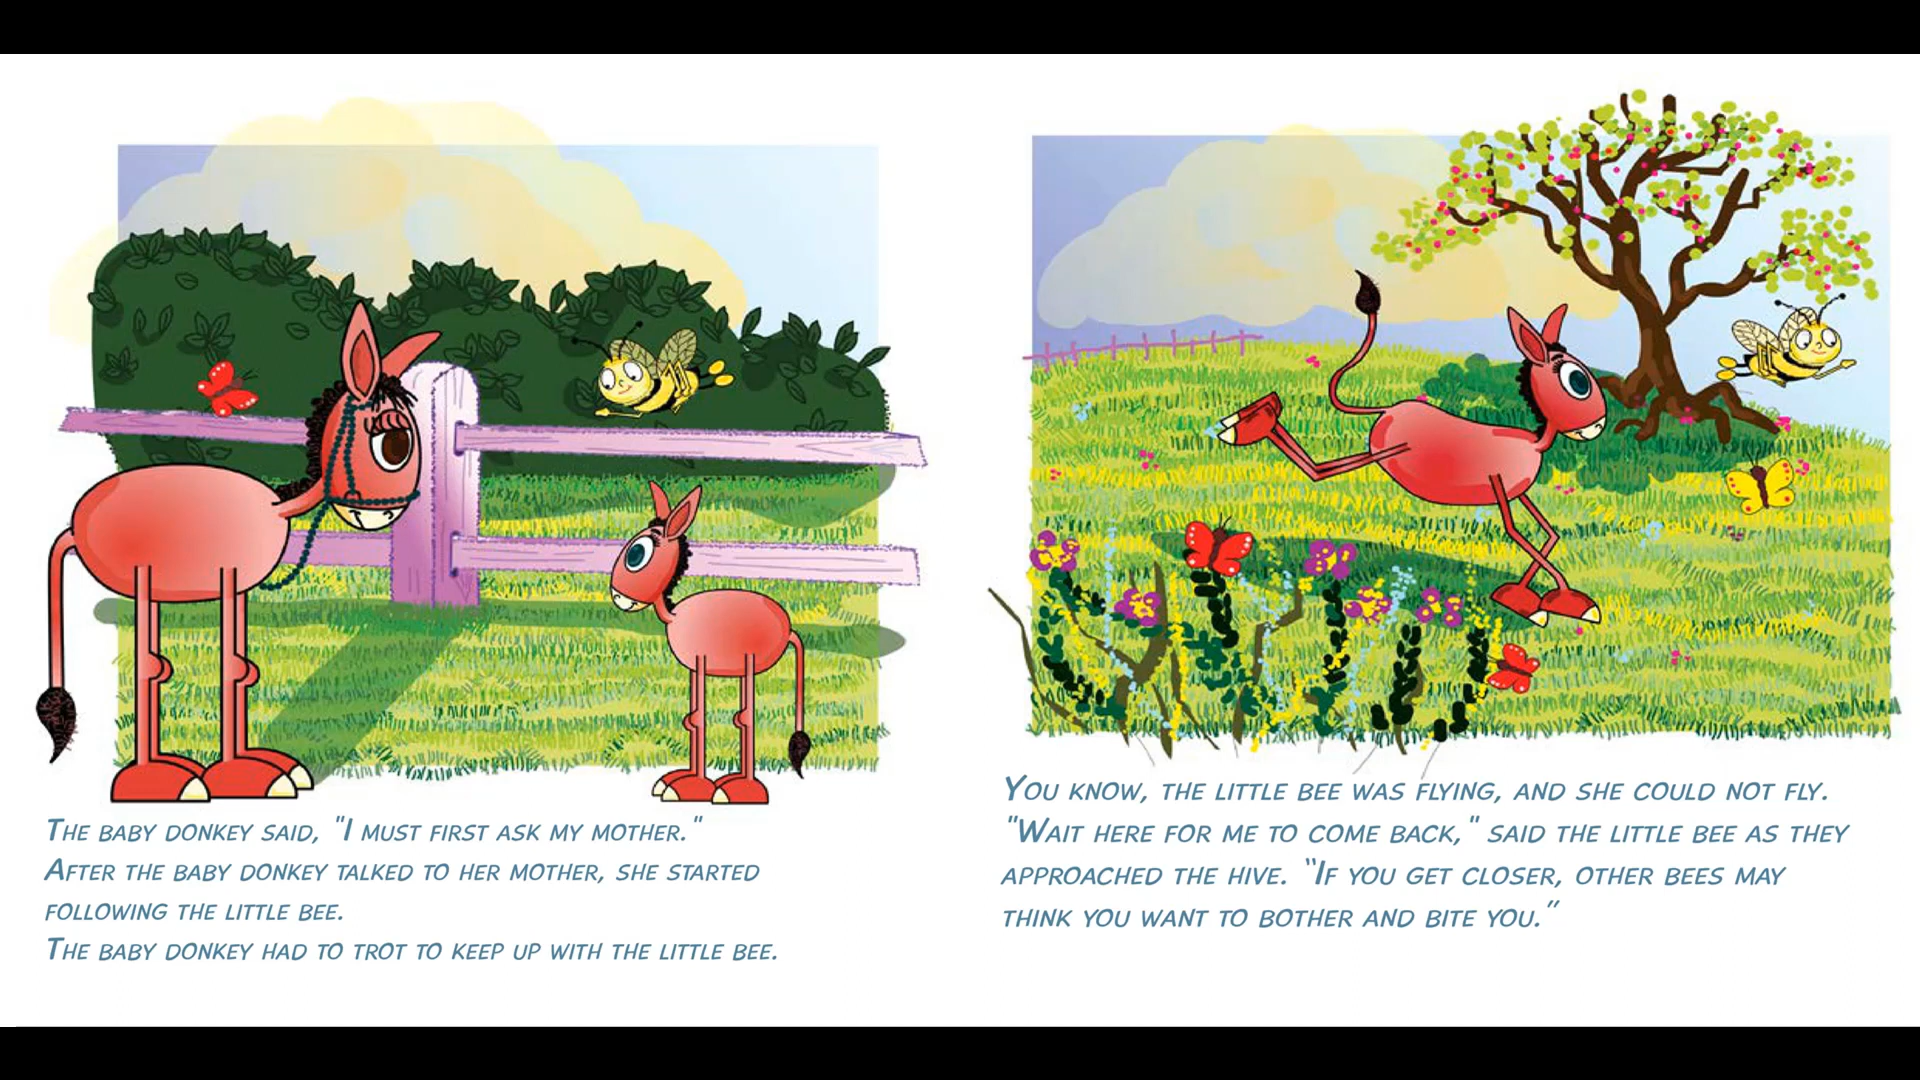 The baby donkey said, "I must first ask my mother."
After the baby donkey talked to her mother, she started
following the little bee.
The baby donkey had to trot to keep up with the little bee.
You know, the little bee was flying, and she could not fly.
"Wait here for me to come back," said the little bee as they
approached the hive. "If you get closer, other bees may
think you want to bother and bite you."